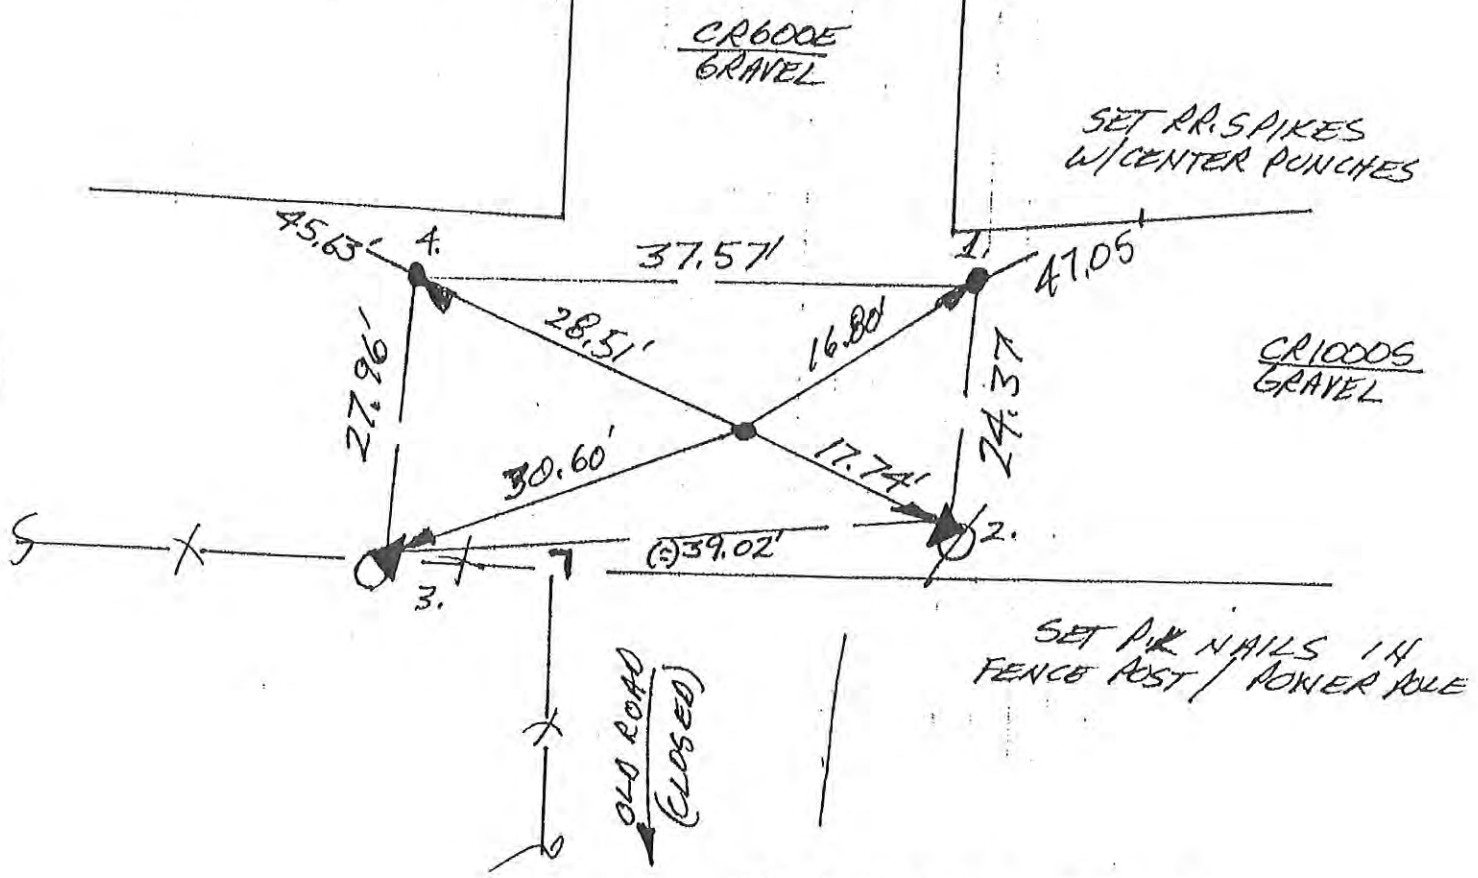 CR600E
GRAVEL
SET RR. SPIKES
W/CENTER PUNCHES
45.63'
4.
37.57'
1.
47.05
28.51'
16.80'
27.96'
24.37
CR1000S
GRAVEL
30.60'
17.74'
(=)39.02'
2.
3.
SET P.K NAILS IN
FENCE POST / POWER POLE
OLD ROAD
(CLOSED)